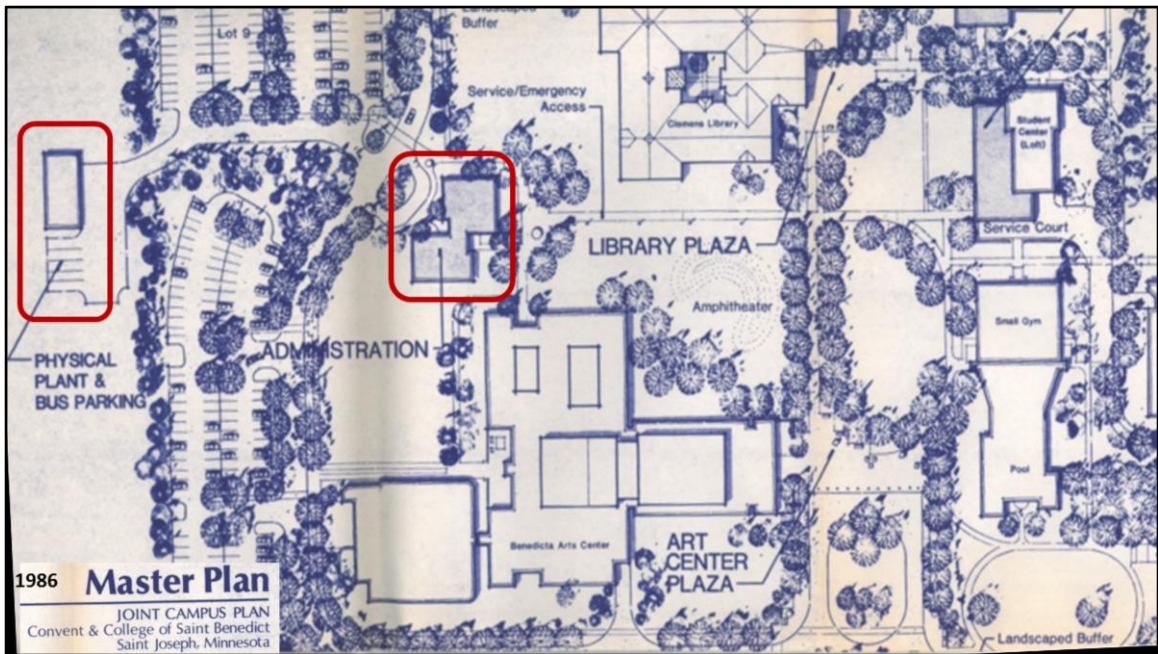 Landscaped
Buffer
Lot 9
Service/Emergency
Access
Clemens Library
Student
Center
(Loft)
LIBRARY PLAZA
Service Court
Amphitheater
Small Gym
ADMINISTRATION
PHYSICAL
PLANT &
BUS PARKING
Pool
Benedicta Arts Center
ART
CENTER
PLAZA
Landscaped Buffer
1986
Master Plan
JOINT CAMPUS PLAN
Convent & College of Saint Benedict
Saint Joseph, Minnesota